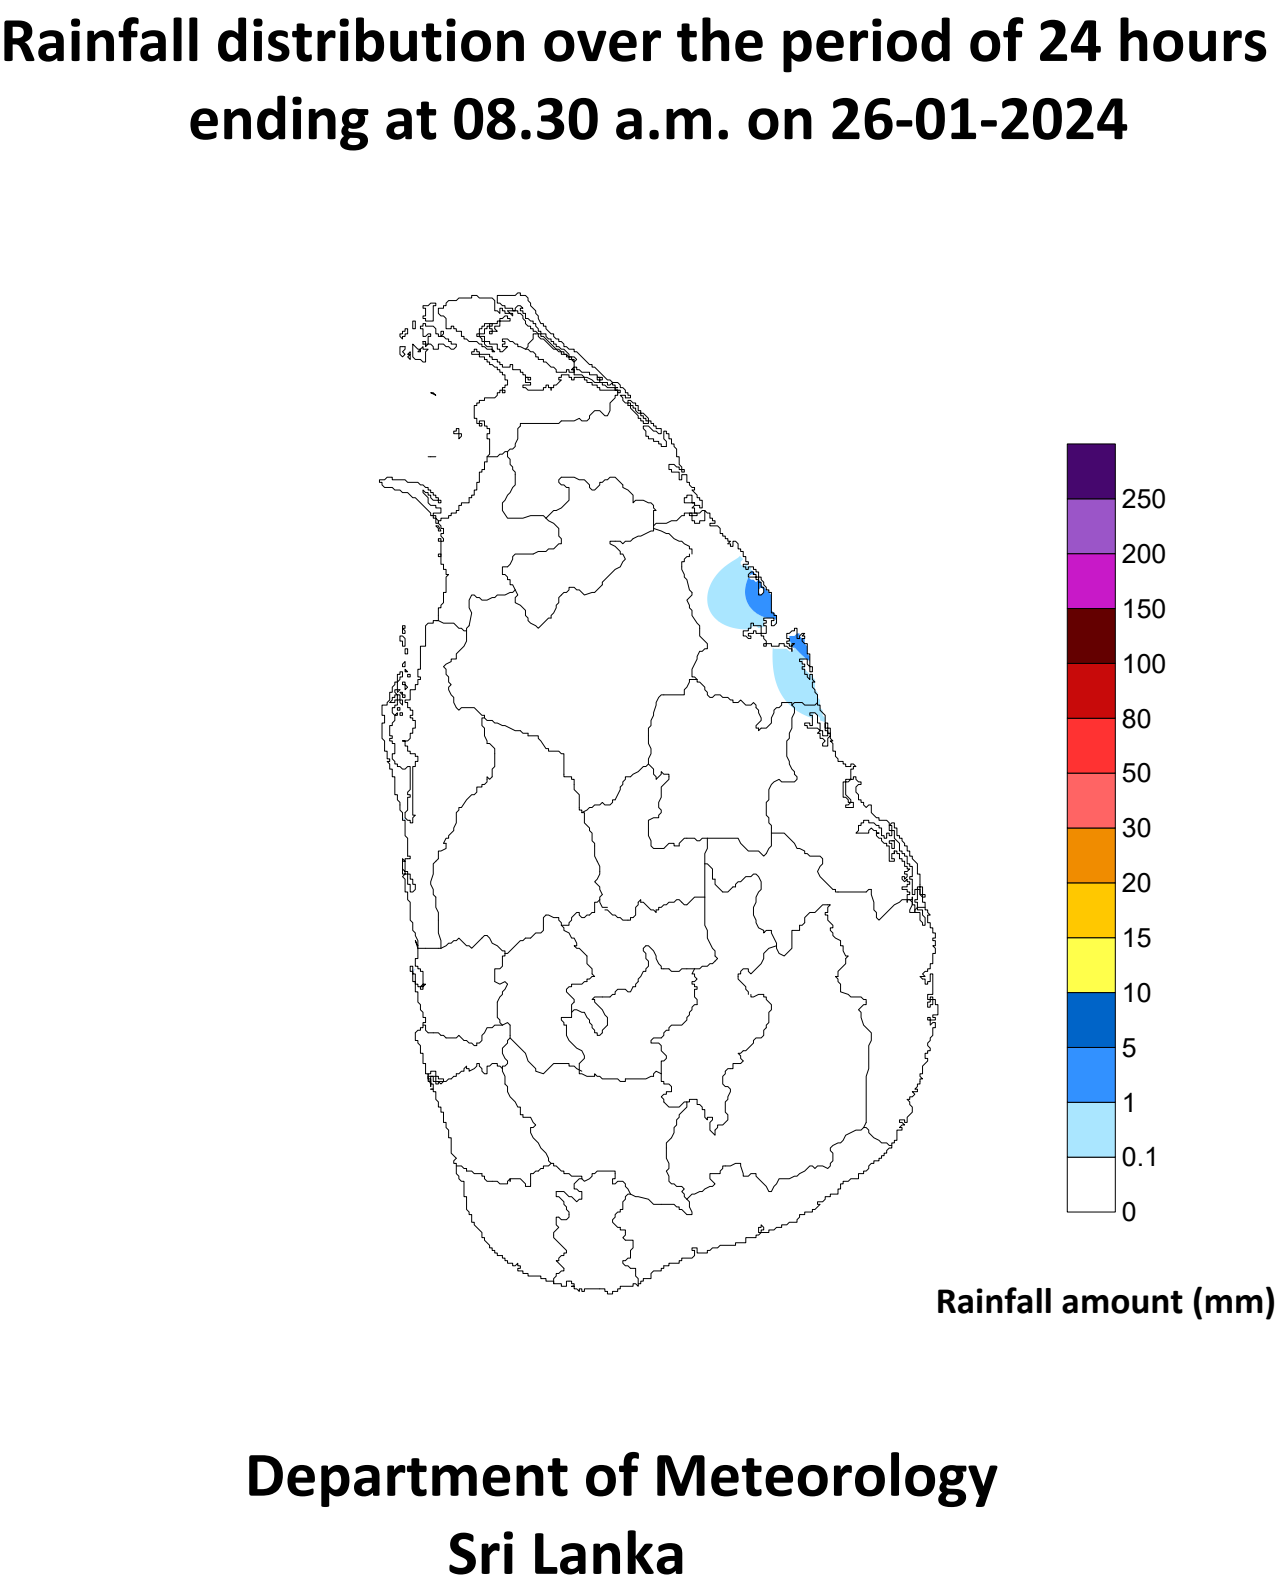 Rainfall distribution over the period of 24 hours
ending at 08.30 a.m. on 26-01-2024
250
200
150
100
80
50
30
20
15
10
5
1
0.1
0
Rainfall amount (mm)
Department of Meteorology
Sri Lanka